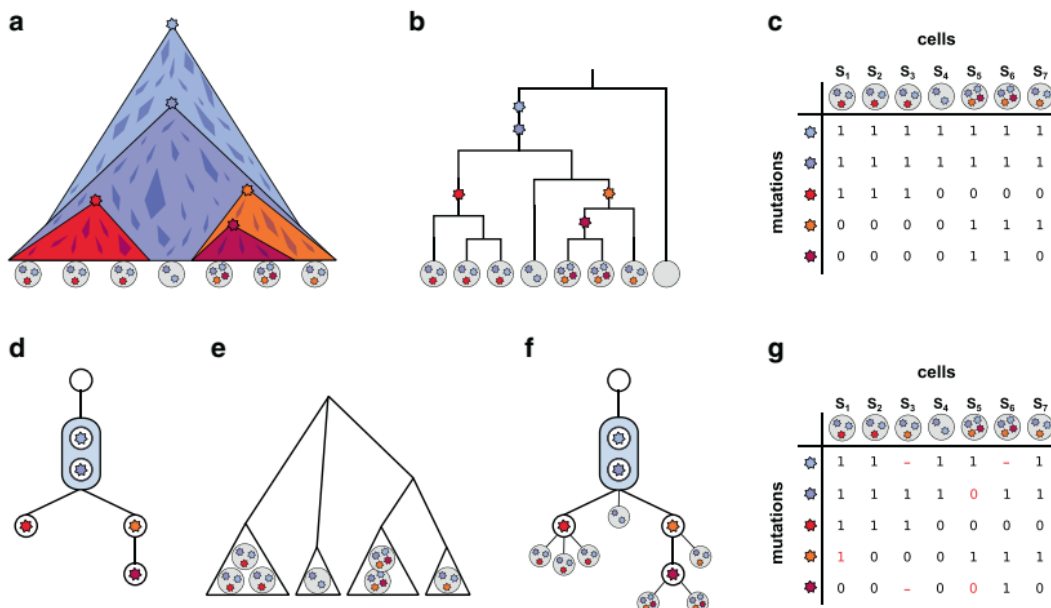 a
b
c
cells
S1 S2 S3 S4 S5 S6 S7
mutations
1 1 1 1 1 1 1
1 1 1 1 1 1 1
1 1 1 0 0 0 0
0 0 0 0 1 1 1
0 0 0 0 1 1 0
d
e
f
g
cells
S1 S2 S3 S4 S5 S6 S7
mutations
1 1 – 1 1 – 1
1 1 1 1 0 1 1
1 1 1 0 0 0 0
1 0 0 0 1 1 1
0 0 – 0 0 1 0